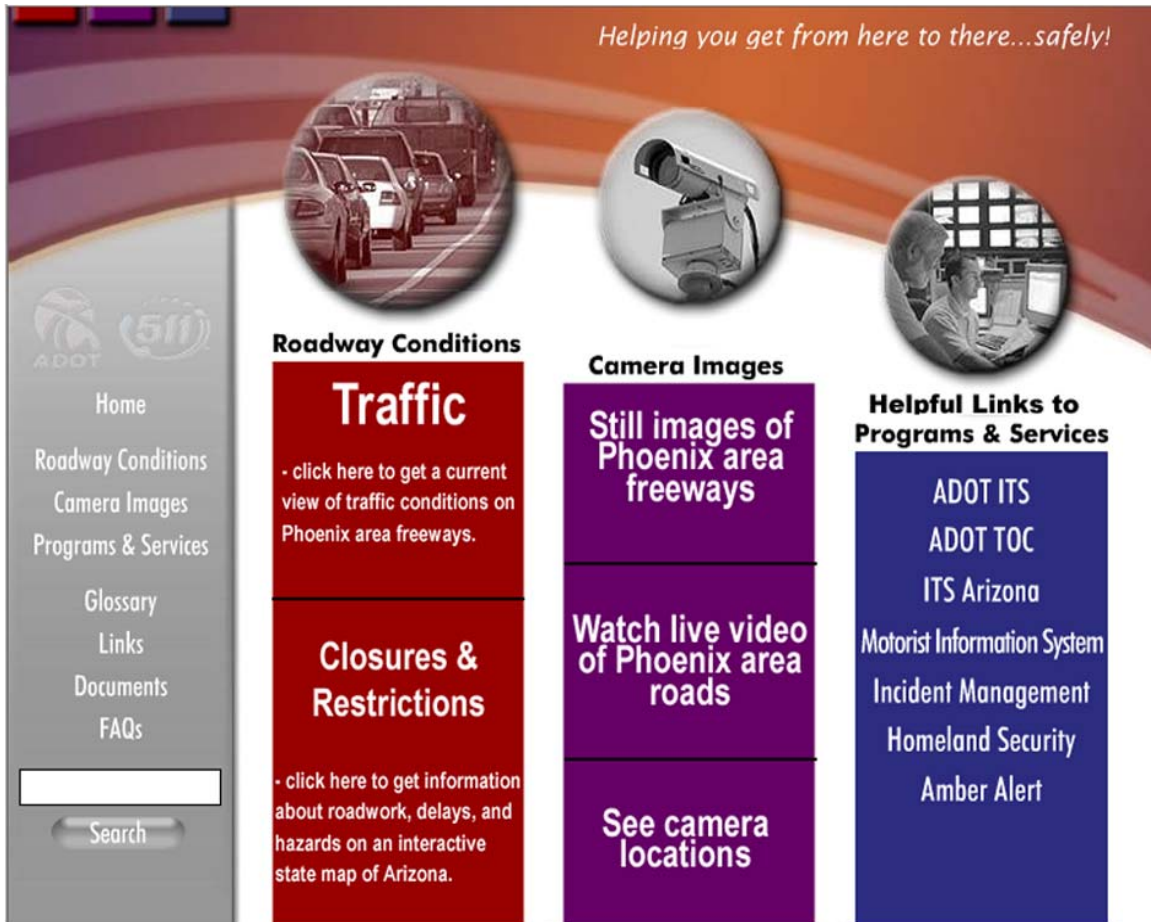 Helping you get from here to there...safely!
ADOT
511
Home
Roadway Conditions
Camera Images
Programs & Services
Glossary
Links
Documents
FAQs
Search
Roadway Conditions
Traffic
- click here to get a current
view of traffic conditions on
Phoenix area freeways.
Closures &
Restrictions
- click here to get information
about roadwork, delays, and
hazards on an interactive
state map of Arizona.
Camera Images
Still images of
Phoenix area
freeways
Watch live video
of Phoenix area
roads
See camera
locations
Helpful Links to
Programs & Services
ADOT ITS
ADOT TOC
ITS Arizona
Motorist Information System
Incident Management
Homeland Security
Amber Alert